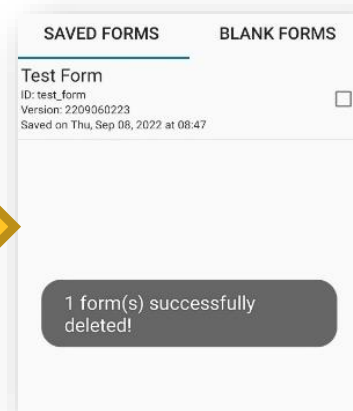 SAVED FORMS BLANK FORMS
Test Form
ID: test_form
Version: 2209060223
Saved on Thu, Sep 08, 2022 at 08:47
1 form(s) successfully
deleted!